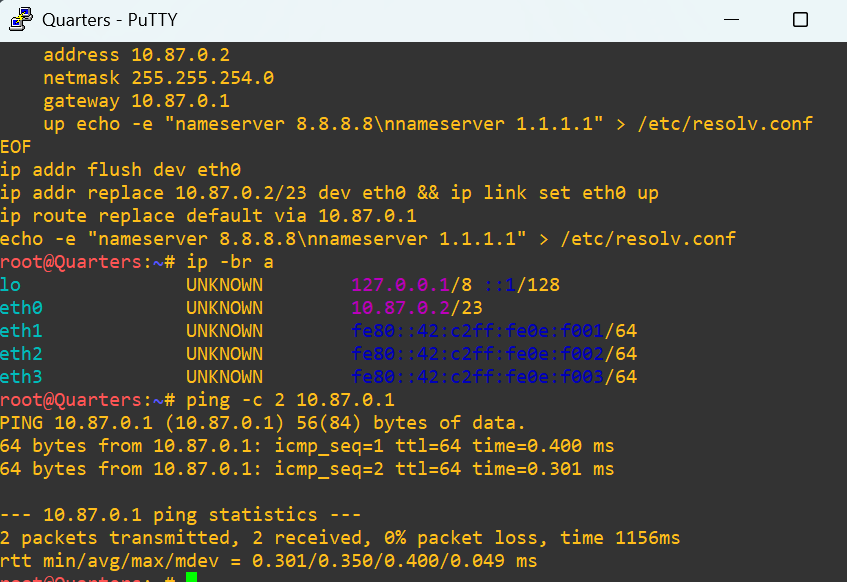 Quarters - PuTTY
    address 10.87.0.2
    netmask 255.255.254.0
    gateway 10.87.0.1
    up echo -e "nameserver 8.8.8.8\nnameserver 1.1.1.1" > /etc/resolv.conf
EOF
ip addr flush dev eth0
ip addr replace 10.87.0.2/23 dev eth0 && ip link set eth0 up
ip route replace default via 10.87.0.1
echo -e "nameserver 8.8.8.8\nnameserver 1.1.1.1" > /etc/resolv.conf
root@Quarters:~# ip -br a
lo               UNKNOWN        127.0.0.1/8 ::1/128
eth0             UNKNOWN        10.87.0.2/23
eth1             UNKNOWN        fe80::42:c2ff:fe0e:f001/64
eth2             UNKNOWN        fe80::42:c2ff:fe0e:f002/64
eth3             UNKNOWN        fe80::42:c2ff:fe0e:f003/64
root@Quarters:~# ping -c 2 10.87.0.1
PING 10.87.0.1 (10.87.0.1) 56(84) bytes of data.
64 bytes from 10.87.0.1: icmp_seq=1 ttl=64 time=0.400 ms
64 bytes from 10.87.0.1: icmp_seq=2 ttl=64 time=0.301 ms

--- 10.87.0.1 ping statistics ---
2 packets transmitted, 2 received, 0% packet loss, time 1156ms
rtt min/avg/max/mdev = 0.301/0.350/0.400/0.049 ms
root@Quarters:~#